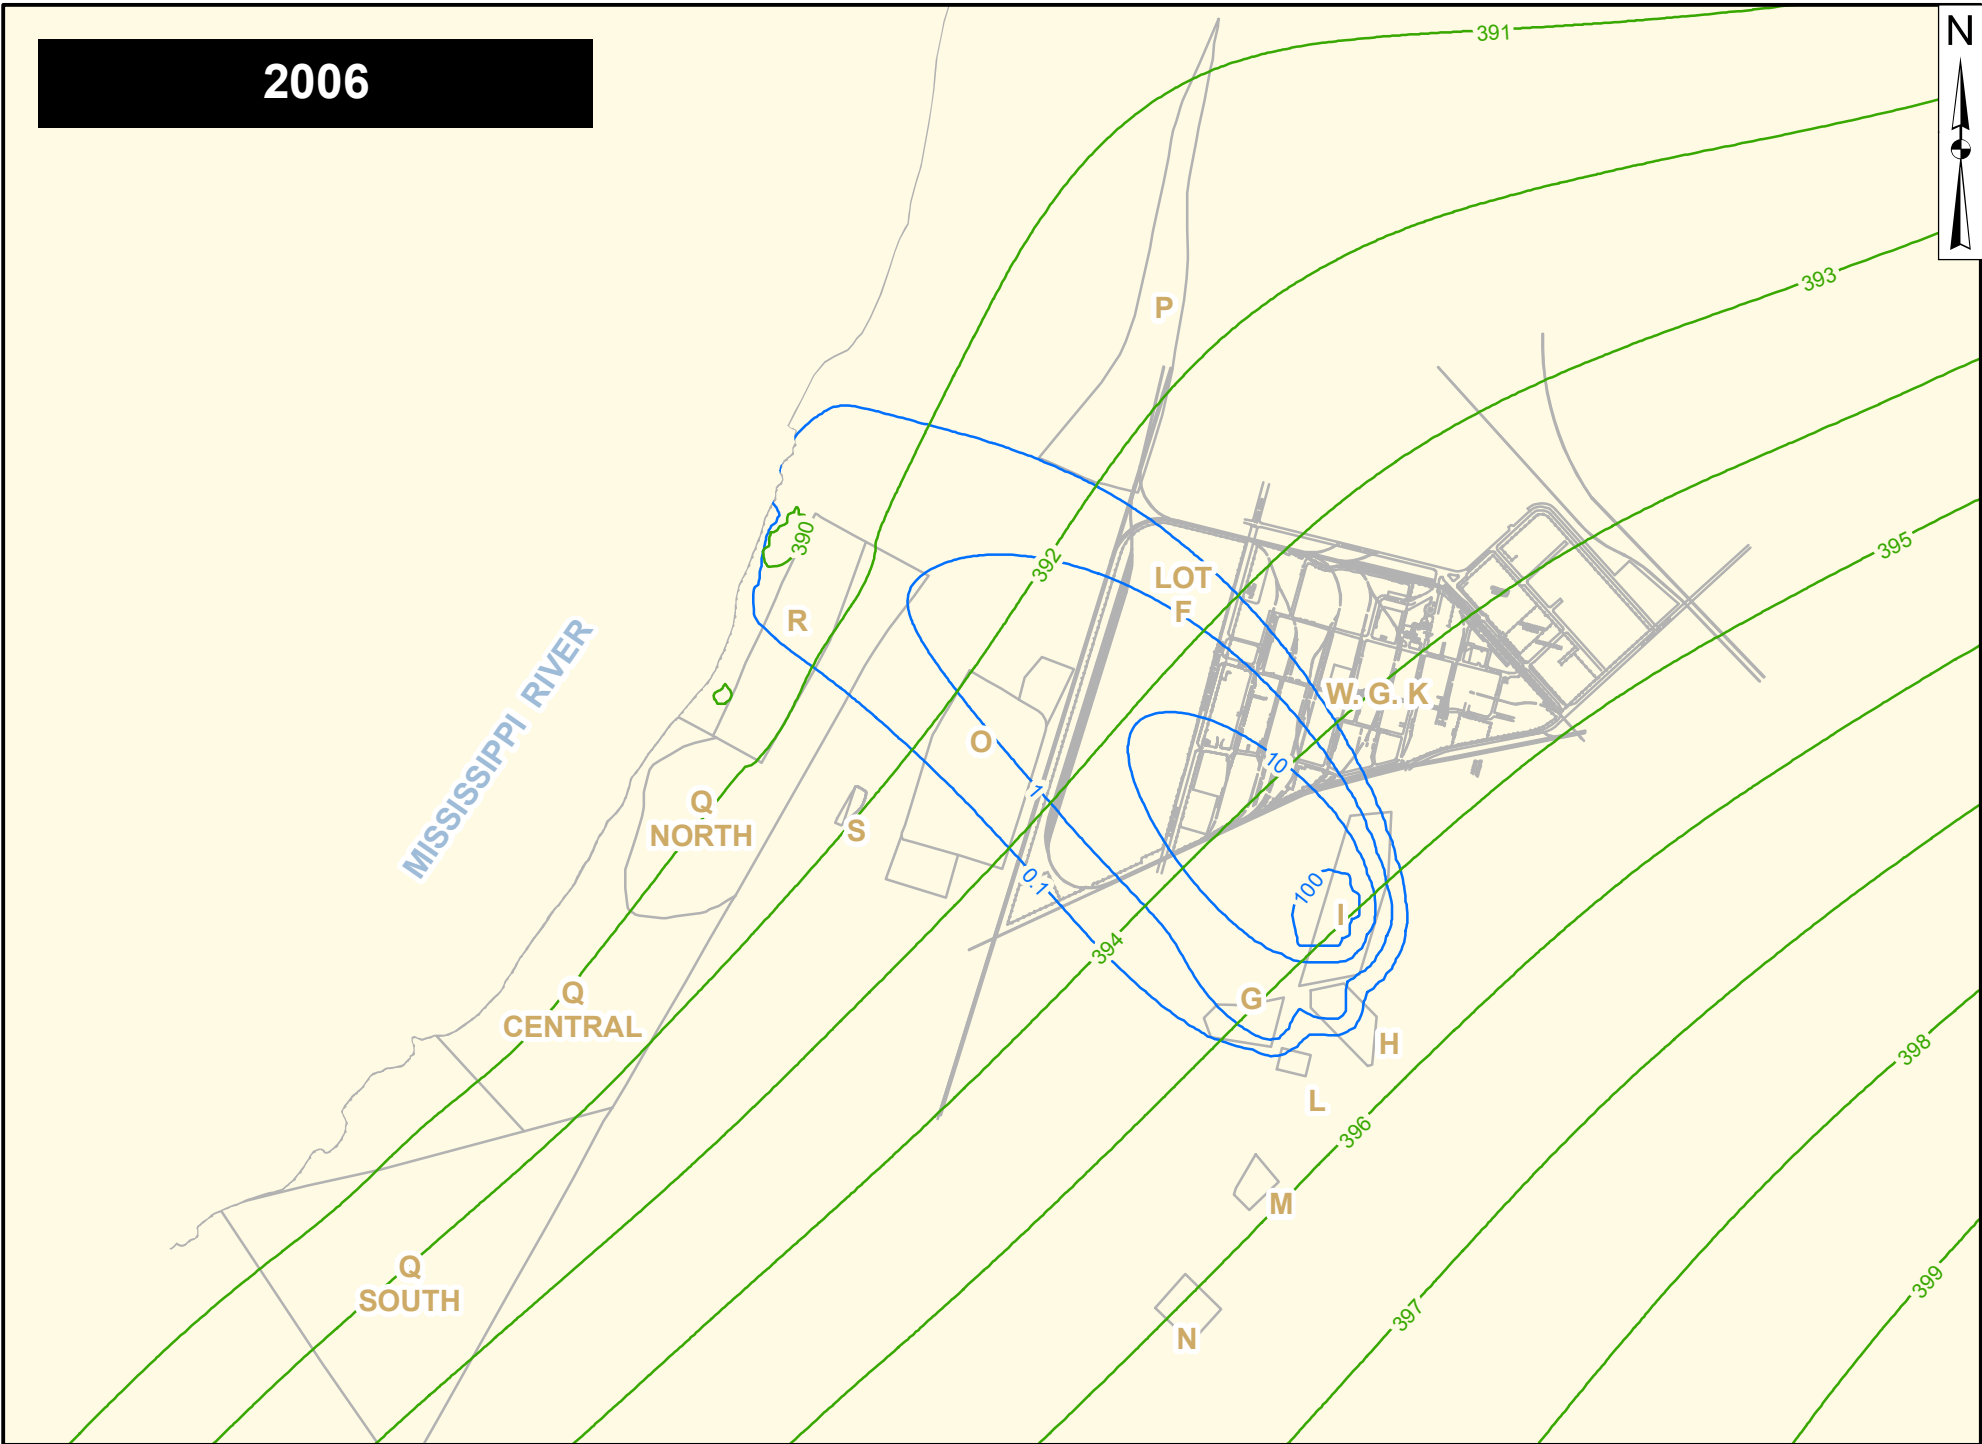 2006
N
391
393
P
390
392
LOT
F
395
R
MISSISSIPPI RIVER
W. G. K
O
10
1
Q
NORTH
S
0.1
100
I
394
Q
CENTRAL
G
H
398
L
396
M
Q
SOUTH
399
397
N